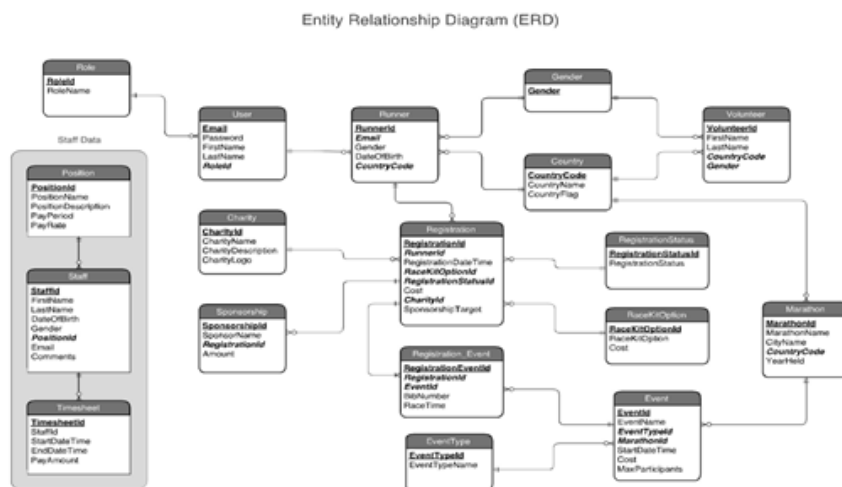 Entity Relationship Diagram (ERD)
Role
RoleId
RoleName
User
Email
Password
FirstName
LastName
RoleId
Runner
RunnerId
Email
Gender
DateOfBirth
CountryCode
Gender
Gender
Volunteer
VolunteerId
FirstName
LastName
CountryCode
Gender
Country
CountryCode
CountryName
CountryFlag
Staff Data
Position
PositionId
PositionName
PositionDescription
PayPeriod
PayRate
Staff
StaffId
FirstName
LastName
DateOfBirth
Gender
PositionId
Email
Comments
Timesheet
TimesheetId
StaffId
StartDateTime
EndDateTime
PayAmount
Charity
CharityId
CharityName
CharityDescription
CharityLogo
Sponsorship
SponsorshipId
SponsorName
RegistrationId
Amount
Registration
RegistrationId
RunnerId
RegistrationDateTime
RaceKitOptionId
RegistrationStatusId
Cost
CharityId
SponsorshipTarget
RegistrationStatus
RegistrationStatusId
RegistrationStatus
RaceKitOption
RaceKitOptionId
RaceKitOption
Cost
Marathon
MarathonId
MarathonName
CityName
CountryCode
YearHeld
Registration_Event
RegistrationEventId
RegistrationId
EventId
BibNumber
RaceTime
EventType
EventTypeId
EventTypeName
Event
EventId
EventName
EventTypeId
MarathonId
StartDateTime
Cost
MaxParticipants